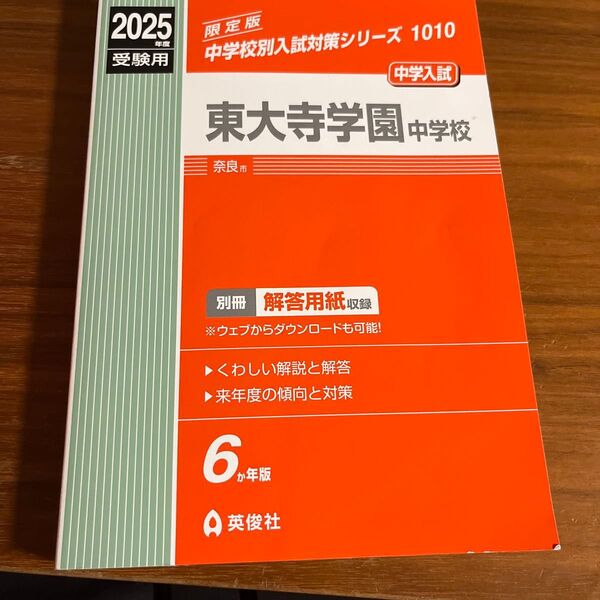 2025年度
受験用
限定版
中学校別入試対策シリーズ 1010
中学入試
東大寺学園中学校
奈良市
別冊 解答用紙収録
※ウェブからダウンロードも可能!
▶くわしい解説と解答
▶来年度の傾向と対策
6か年版
英俊社